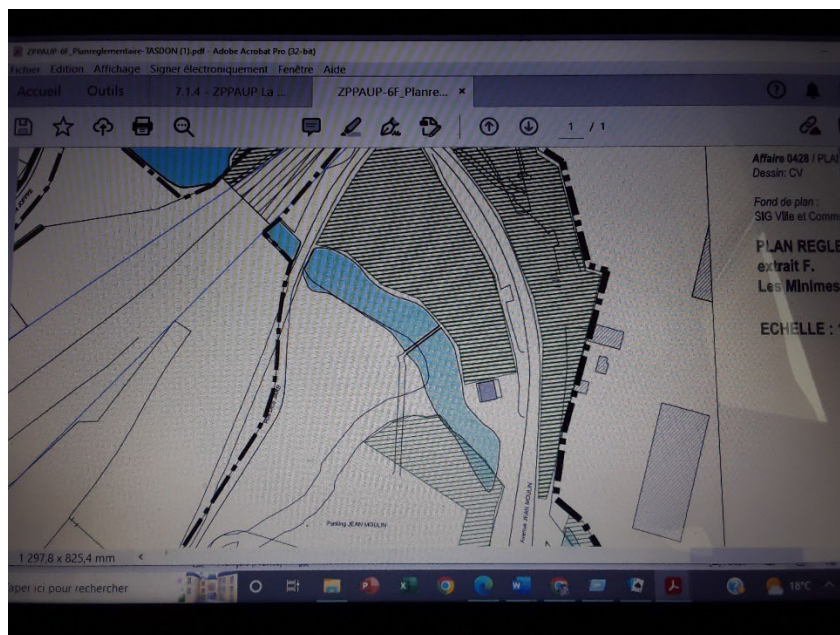 ZPPAUP-6F_Planreglementaire-TASDON (1).pdf - Adobe Acrobat Pro (32-bit)
Fichier Edition Affichage Signer électroniquement Fenêtre Aide
Accueil Outils 7.1.4 - ZPPAUP La ... ZPPAUP-6F_Planre... ×
1 / 1
Affaire 0428 / PLA
Dessin: CV
Fond de plan :
SIG Ville et Comm
PLAN REGLE
extrait F.
Les Minimes
ECHELLE :
Parking JEAN MOULIN
Avenue JEAN MOULIN
1 297,8 x 825,4 mm
Taper ici pour rechercher
18°C